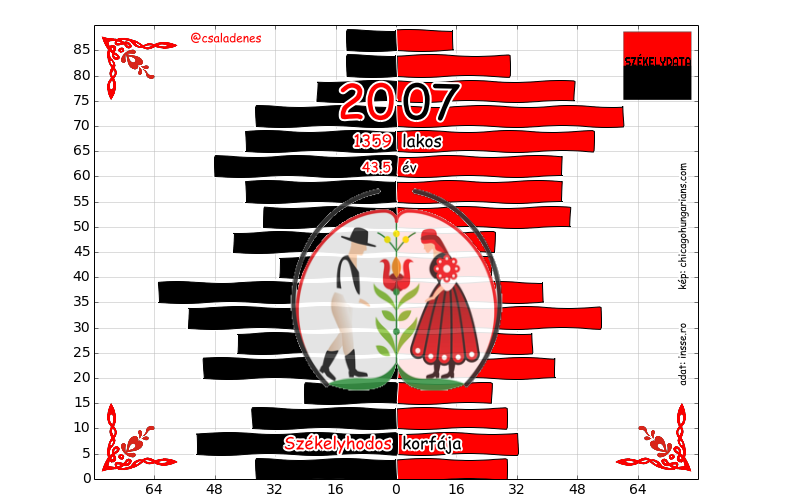 @csaladenes
SZÉKELYDATA
2007
1359 lakos
43.5 év
kép: chicagohungarians.com
adat: insse.ro
Székelyhodos korfája
85
80
75
70
65
60
55
50
45
40
35
30
25
20
15
10
5
0
64 48 32 16 0 16 32 48 64